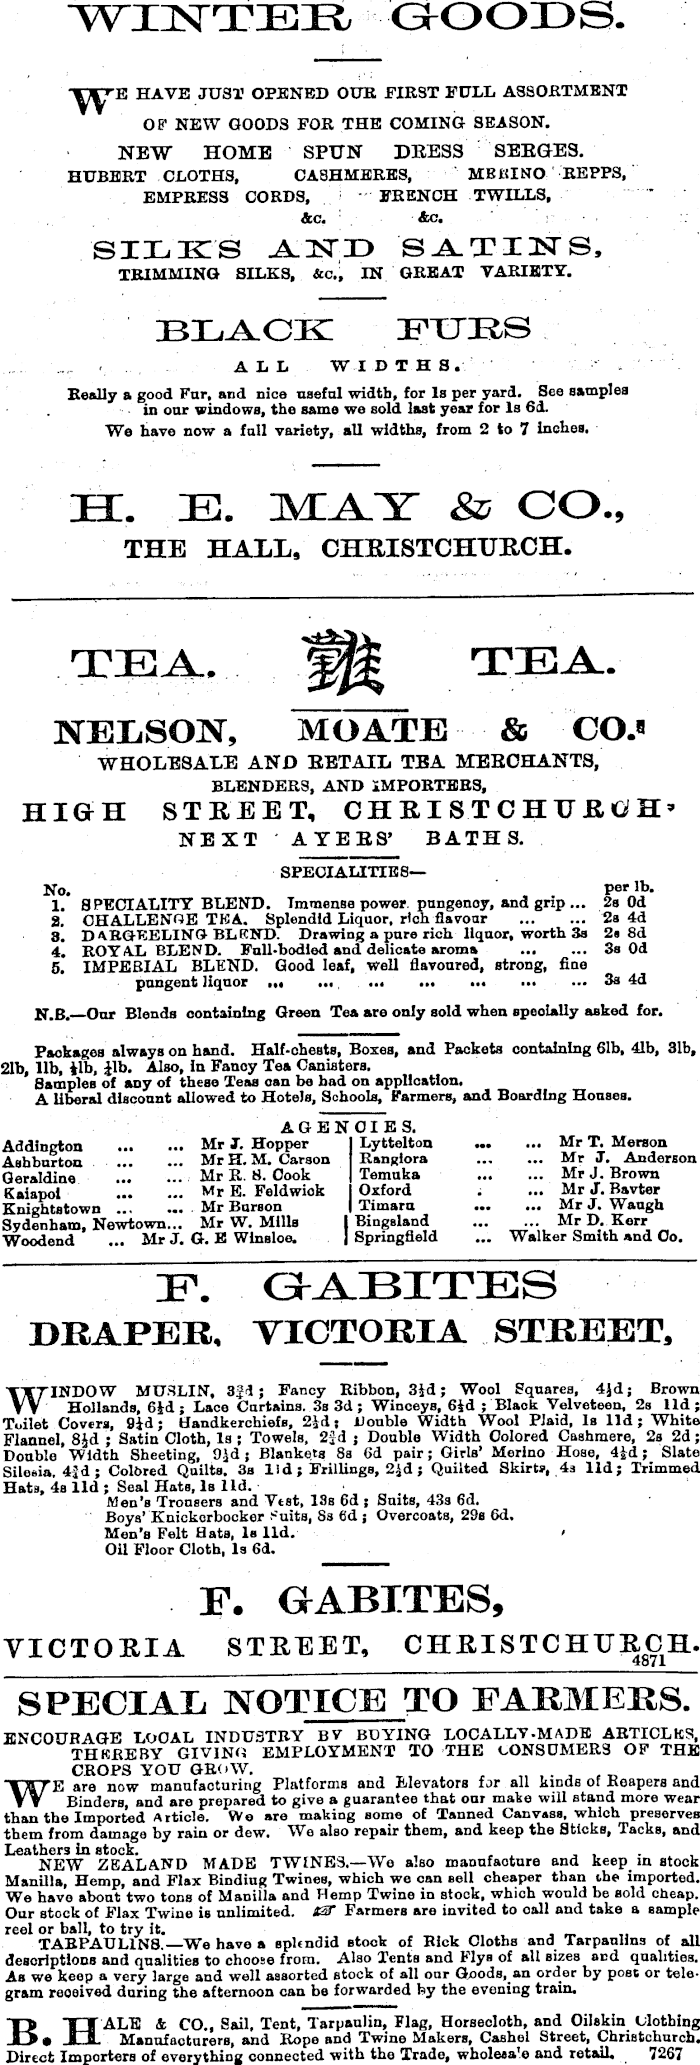 WINTER GOODS.
WE HAVE JUST OPENED OUR FIRST FULL ASSORTMENT
OF NEW GOODS FOR THE COMING SEASON.
NEW HOME SPUN DRESS SERGES.
HUBERT CLOTHS, CASHMERES, MERINO REPPS,
EMPRESS CORDS, FRENCH TWILLS,
&c. &c.
SILKS AND SATINS,
TRIMMING SILKS, &c., IN GREAT VARIETY.
BLACK FURS
ALL WIDTHS.
Really a good Fur, and nice useful width, for 1s per yard. See samples
in our windows, the same we sold last year for 1s 6d.
We have now a full variety, all widths, from 2 to 7 inches.
H. E. MAY & CO.,
THE HALL, CHRISTCHURCH.
TEA. 難 TEA.
NELSON, MOATE & CO.,
WHOLESALE AND RETAIL TEA MERCHANTS,
BLENDERS, AND IMPORTERS,
HIGH STREET, CHRISTCHURCH,
NEXT AYERS' BATHS.
SPECIALITIES—
No. per lb.
1. SPECIALITY BLEND. Immense power, pungency, and grip ... 2s 0d
2. CHALLENGE TEA. Splendid Liquor, rich flavour ... ... 2s 4d
3. DARGEELING BLEND. Drawing a pure rich liquor, worth 3s 2s 8d
4. ROYAL BLEND. Full-bodied and delicate aroma ... ... 3s 0d
5. IMPERIAL BLEND. Good leaf, well flavoured, strong, fine
pungent liquor ... ... ... ... ... ... ... 3s 4d
N.B.—Our Blends containing Green Tea are only sold when specially asked for.
Packages always on hand. Half-chests, Boxes, and Packets containing 6lb, 4lb, 3lb,
2lb, 1lb, ½lb, ¼lb. Also, in Fancy Tea Canisters.
Samples of any of these Teas can be had on application.
A liberal discount allowed to Hotels, Schools, Farmers, and Boarding Houses.
AGENCIES.
Addington ... ... Mr J. Hopper
Ashburton ... ... Mr H. M. Carson
Geraldine ... ... Mr R. S. Cook
Kaiapoi ... ... Mr E. Feldwick
Knightstown ... ... Mr Burson
Sydenham, Newtown... Mr W. Mills
Woodend ... Mr J. G. E Winsloe.
Lyttelton ... ... Mr T. Merson
Rangiora ... ... Mr J. Anderson
Temuka ... ... Mr J. Brown
Oxford . ... Mr J. Bavter
Timaru ... ... Mr J. Waugh
Bingsland ... ... Mr D. Kerr
Springfield ... Walker Smith and Co.
F. GABITES
DRAPER, VICTORIA STREET,
WINDOW MUSLIN, 3¾d; Fancy Ribbon, 3½d; Wool Squares, 4½d; Brown
Hollands, 6½d; Lace Curtains, 3s 3d; Winceys, 6½d; Black Velveteen, 2s 11d;
Toilet Covers, 9½d; Handkerchiefs, 2½d; Double Width Wool Plaid, 1s 11d; White
Flannel, 8½d; Satin Cloth, 1s; Towels, 2¾d; Double Width Colored Cashmere, 2s 2d;
Double Width Sheeting, 9½d; Blankets 8s 6d pair; Girls' Merino Hose, 4½d; Slate
Silesia, 4¾d; Colored Quilts, 3s 11d; Frillings, 2½d; Quilted Skirts, 4s 11d; Trimmed
Hats, 4s 11d; Seal Hats, 1s 11d.
Men's Trousers and Vest, 13s 6d; Suits, 43s 6d.
Boys' Knickerbocker Suits, 8s 6d; Overcoats, 29s 6d.
Men's Felt Hats, 1s 11d.
Oil Floor Cloth, 1s 6d.
F. GABITES,
VICTORIA STREET, CHRISTCHURCH.
4871
SPECIAL NOTICE TO FARMERS.
ENCOURAGE LOCAL INDUSTRY BY BUYING LOCALLY-MADE ARTICLES,
THEREBY GIVING EMPLOYMENT TO THE CONSUMERS OF THE
CROPS YOU GROW.
WE are now manufacturing Platforms and Elevators for all kinds of Reapers and
Binders, and are prepared to give a guarantee that our make will stand more wear
than the Imported Article. We are making some of Tanned Canvass, which preserves
them from damage by rain or dew. We also repair them, and keep the Sticks, Tacks, and
Leathers in stock.
NEW ZEALAND MADE TWINES.—We also manufacture and keep in stock
Manilla, Hemp, and Flax Binding Twines, which we can sell cheaper than the imported.
We have about two tons of Manilla and Hemp Twine in stock, which would be sold cheap.
Our stock of Flax Twine is unlimited. ☞ Farmers are invited to call and take a sample
reel or ball, to try it.
TARPAULINS.—We have a splendid stock of Rick Cloths and Tarpaulins of all
descriptions and qualities to choose from. Also Tents and Flys of all sizes and qualities.
As we keep a very large and well assorted stock of all our Goods, an order by post or tele-
gram received during the afternoon can be forwarded by the evening train.
B. HALE & CO., Sail, Tent, Tarpaulin, Flag, Horsecloth, and Oilskin Clothing
Manufacturers, and Rope and Twine Makers, Cashel Street, Christchurch.
Direct Importers of everything connected with the Trade, wholesale and retail. 7267